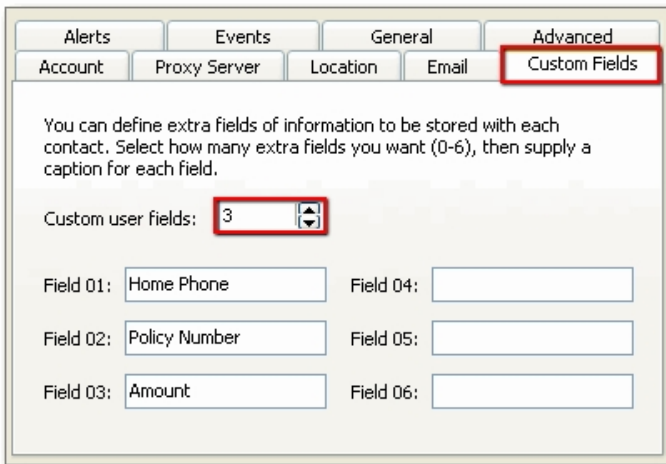 Alerts Events General Advanced
Account Proxy Server Location Email Custom Fields
You can define extra fields of information to be stored with each
contact. Select how many extra fields you want (0-6), then supply a
caption for each field.
Custom user fields: 3
Field 01: Home Phone Field 04:
Field 02: Policy Number Field 05:
Field 03: Amount Field 06: